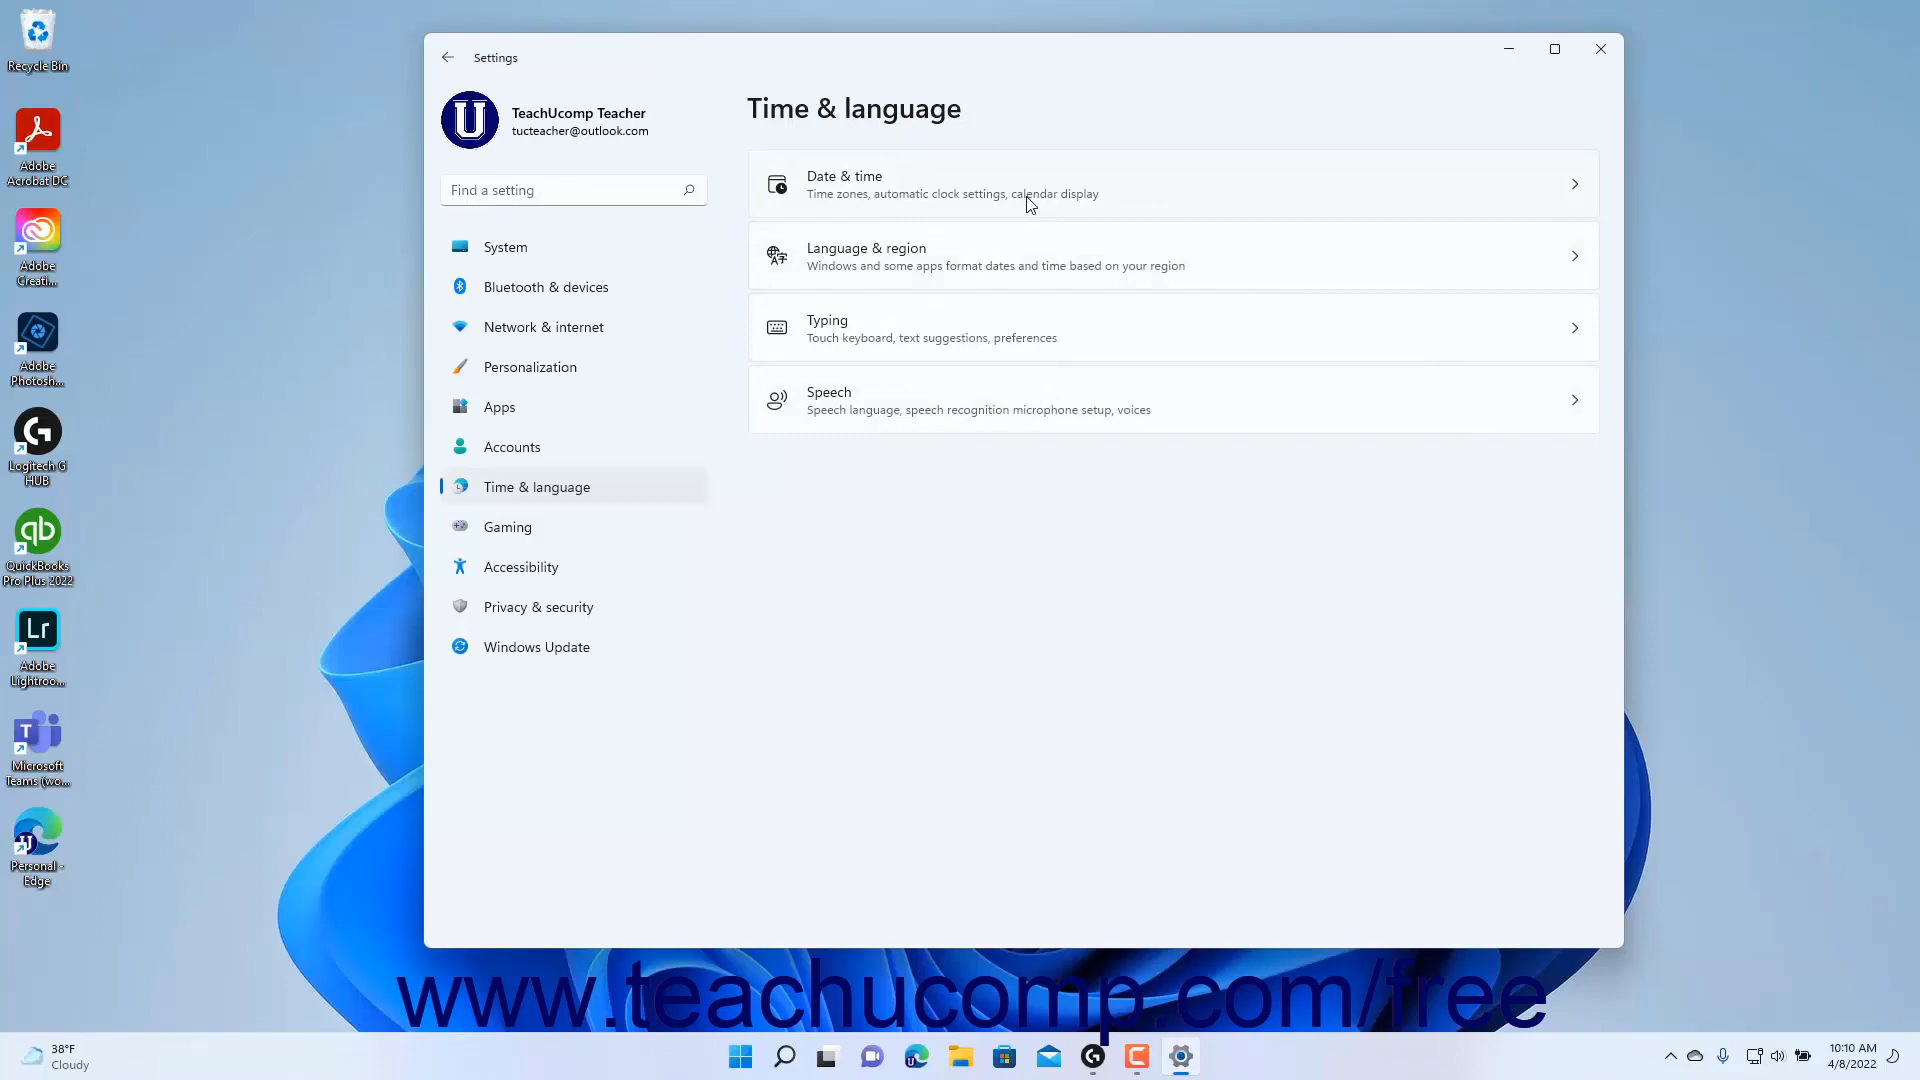 Recycle Bin
Adobe
Acrobat DC
Adobe
Creati...
Adobe
Photosh...
Logitech G
HUB
QuickBooks
Pro Plus 2022
Lr
Adobe
Lightroo...
Microsoft
Teams (wo...
Personal -
Edge
Settings
U
TeachUcomp Teacher
tucteacher@outlook.com
Find a setting
System
Bluetooth & devices
Network & internet
Personalization
Apps
Accounts
Time & language
Gaming
Accessibility
Privacy & security
Windows Update
Time & language
Date & time
Time zones, automatic clock settings, calendar display
Language & region
Windows and some apps format dates and time based on your region
Typing
Touch keyboard, text suggestions, preferences
Speech
Speech language, speech recognition microphone setup, voices
www.teachucomp.com/free
38°F
Cloudy
10:10 AM
4/8/2022